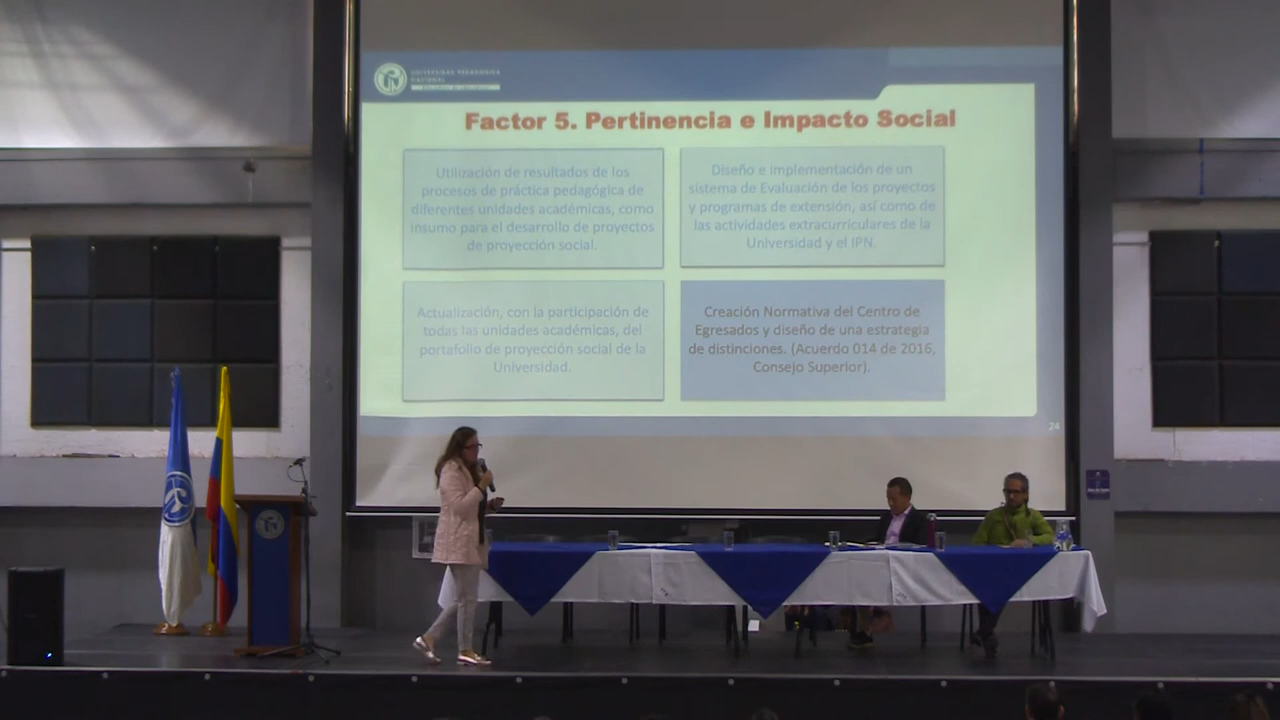 UNIVERSIDAD PEDAGOGICA
NACIONAL
Factor 5. Pertinencia e Impacto Social
Utilización de resultados de los
procesos de práctica pedagógica de
diferentes unidades académicas, como
insumo para el desarrollo de proyectos
de proyección social.
Diseño e implementación de un
sistema de Evaluación de los proyectos
y programas de extensión, así como de
las actividades extracurriculares de la
Universidad y el IPN.
Actualización, con la participación de
todas las unidades académicas, del
portafolio de proyección social de la
Universidad.
Creación Normativa del Centro de
Egresados y diseño de una estrategia
de distinciones. (Acuerdo 014 de 2016,
Consejo Superior).
24